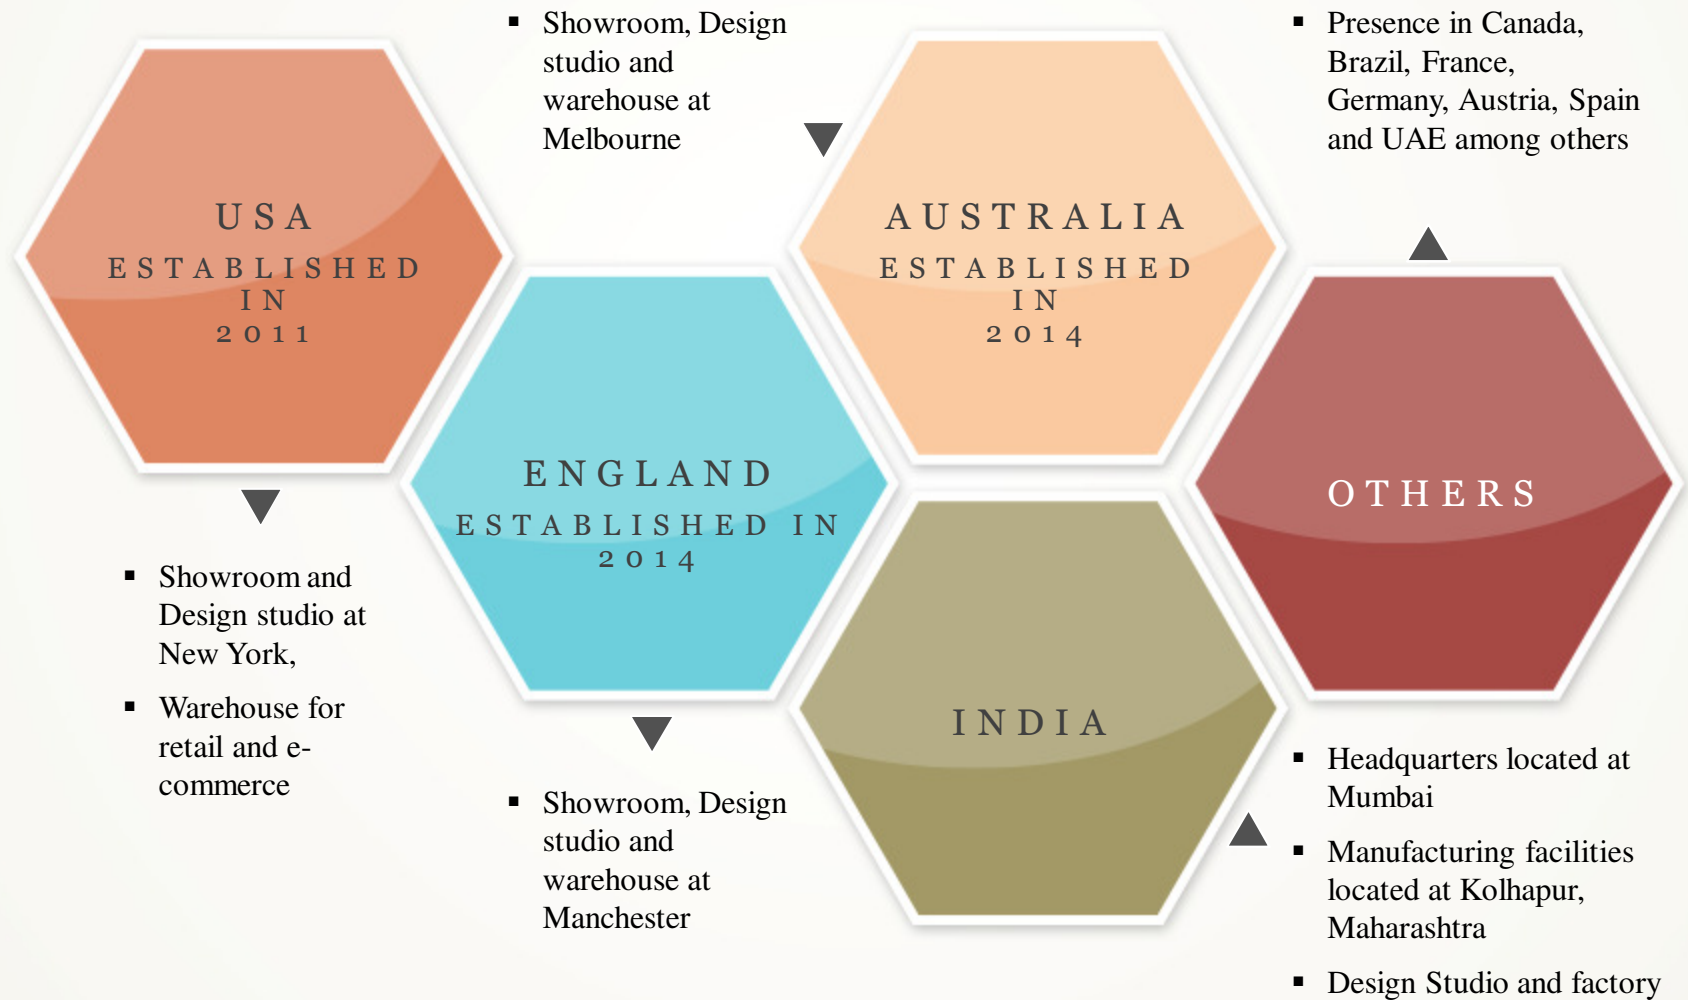 ▪ Showroom, Design
studio and
warehouse at
Melbourne
▪ Presence in Canada,
Brazil, France,
Germany, Austria, Spain
and UAE among others
USA
ESTABLISHED
IN
2011
AUSTRALIA
ESTABLISHED
IN
2014
ENGLAND
ESTABLISHED IN
2014
OTHERS
▪ Showroom and
Design studio at
New York,
▪ Warehouse for
retail and e-
commerce
INDIA
▪ Showroom, Design
studio and
warehouse at
Manchester
▪ Headquarters located at
Mumbai
▪ Manufacturing facilities
located at Kolhapur,
Maharashtra
▪ Design Studio and factory